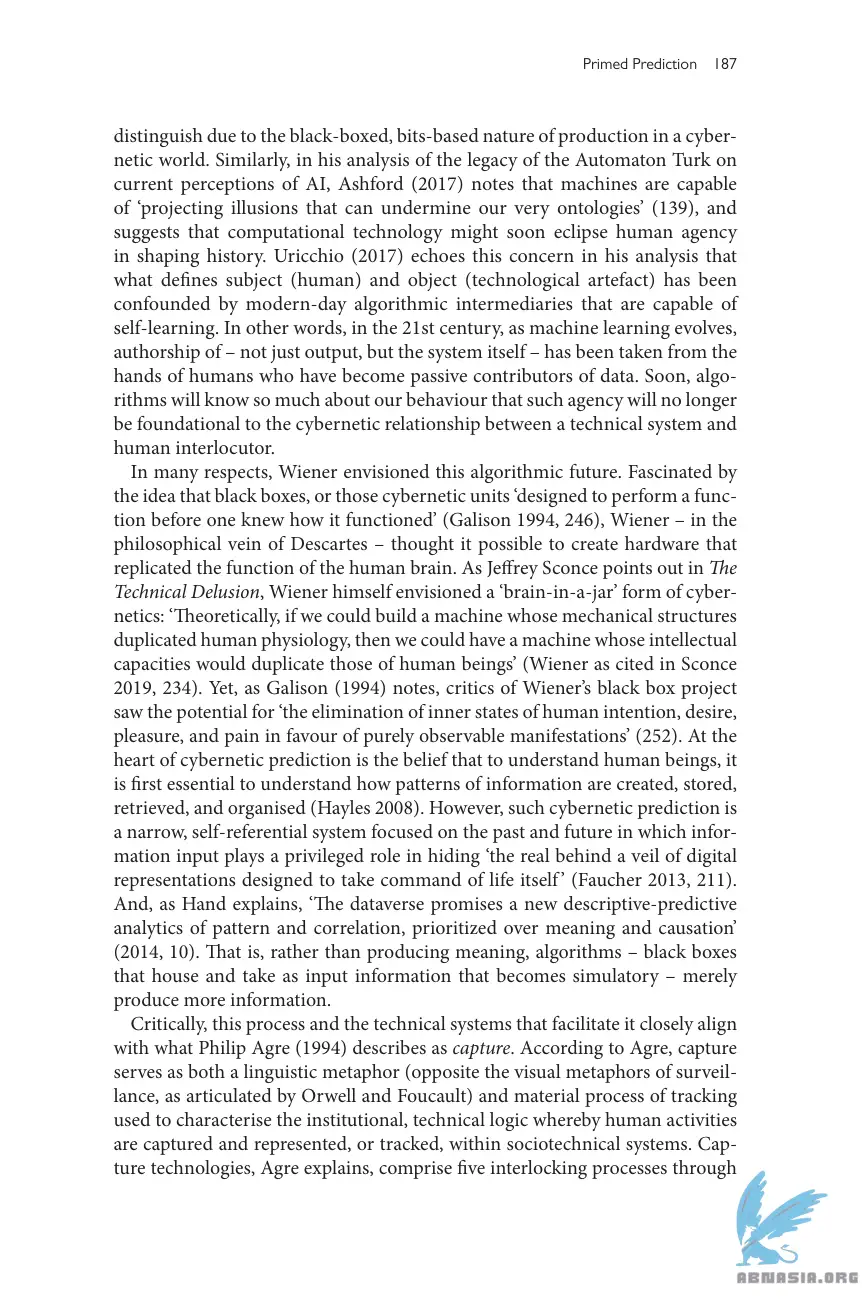 Primed Prediction 187
distinguish due to the black-boxed, bits-based nature of production in a cyber-
netic world. Similarly, in his analysis of the legacy of the Automaton Turk on
current perceptions of AI, Ashford (2017) notes that machines are capable
of ‘projecting illusions that can undermine our very ontologies’ (139), and
suggests that computational technology might soon eclipse human agency
in shaping history. Uricchio (2017) echoes this concern in his analysis that
what defines subject (human) and object (technological artefact) has been
confounded by modern-day algorithmic intermediaries that are capable of
self-learning. In other words, in the 21st century, as machine learning evolves,
authorship of – not just output, but the system itself – has been taken from the
hands of humans who have become passive contributors of data. Soon, algo-
rithms will know so much about our behaviour that such agency will no longer
be foundational to the cybernetic relationship between a technical system and
human interlocutor.
In many respects, Wiener envisioned this algorithmic future. Fascinated by
the idea that black boxes, or those cybernetic units ‘designed to perform a func-
tion before one knew how it functioned’ (Galison 1994, 246), Wiener – in the
philosophical vein of Descartes – thought it possible to create hardware that
replicated the function of the human brain. As Jeffrey Sconce points out in The
Technical Delusion, Wiener himself envisioned a ‘brain-in-a-jar’ form of cyber-
netics: ‘Theoretically, if we could build a machine whose mechanical structures
duplicated human physiology, then we could have a machine whose intellectual
capacities would duplicate those of human beings’ (Wiener as cited in Sconce
2019, 234). Yet, as Galison (1994) notes, critics of Wiener’s black box project
saw the potential for ‘the elimination of inner states of human intention, desire,
pleasure, and pain in favour of purely observable manifestations’ (252). At the
heart of cybernetic prediction is the belief that to understand human beings, it
is first essential to understand how patterns of information are created, stored,
retrieved, and organised (Hayles 2008). However, such cybernetic prediction is
a narrow, self-referential system focused on the past and future in which infor-
mation input plays a privileged role in hiding ‘the real behind a veil of digital
representations designed to take command of life itself’ (Faucher 2013, 211).
And, as Hand explains, ‘The dataverse promises a new descriptive-predictive
analytics of pattern and correlation, prioritized over meaning and causation’
(2014, 10). That is, rather than producing meaning, algorithms – black boxes
that house and take as input information that becomes simulatory – merely
produce more information.
Critically, this process and the technical systems that facilitate it closely align
with what Philip Agre (1994) describes as capture. According to Agre, capture
serves as both a linguistic metaphor (opposite the visual metaphors of surveil-
lance, as articulated by Orwell and Foucault) and material process of tracking
used to characterise the institutional, technical logic whereby human activities
are captured and represented, or tracked, within sociotechnical systems. Cap-
ture technologies, Agre explains, comprise five interlocking processes through
ABNASIA.ORG